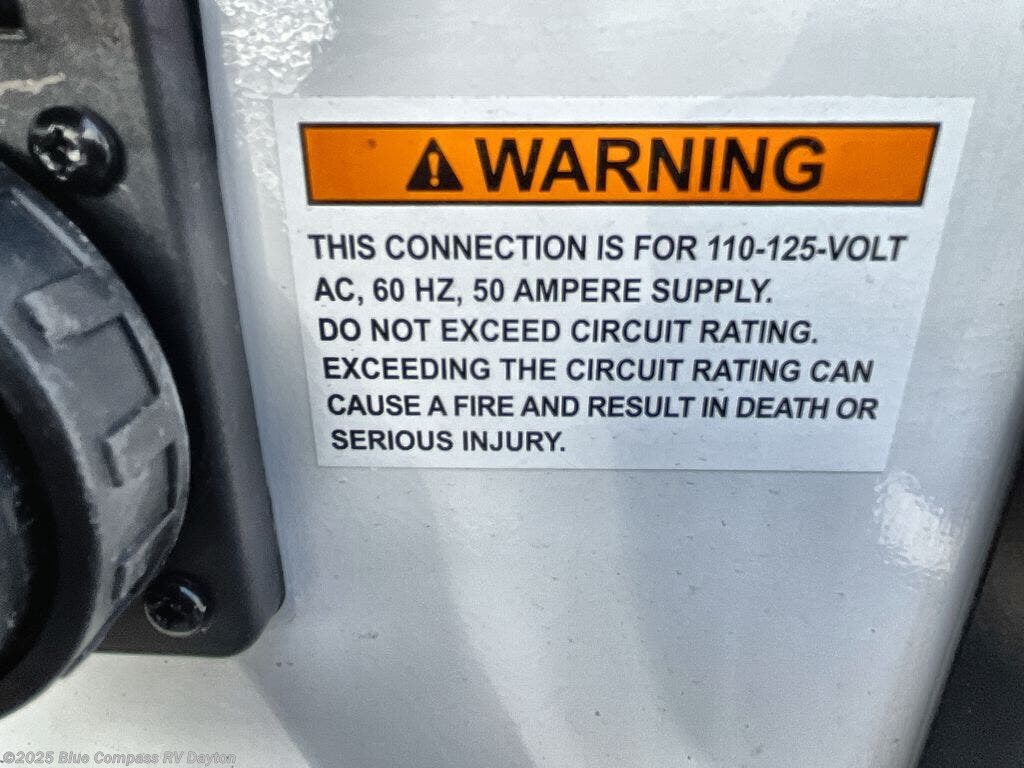 WARNING
THIS CONNECTION IS FOR 110-125-VOLT
AC, 60 HZ, 50 AMPERE SUPPLY.
DO NOT EXCEED CIRCUIT RATING.
EXCEEDING THE CIRCUIT RATING CAN
CAUSE A FIRE AND RESULT IN DEATH OR
SERIOUS INJURY.
©2025 Blue Compass RV Dayton